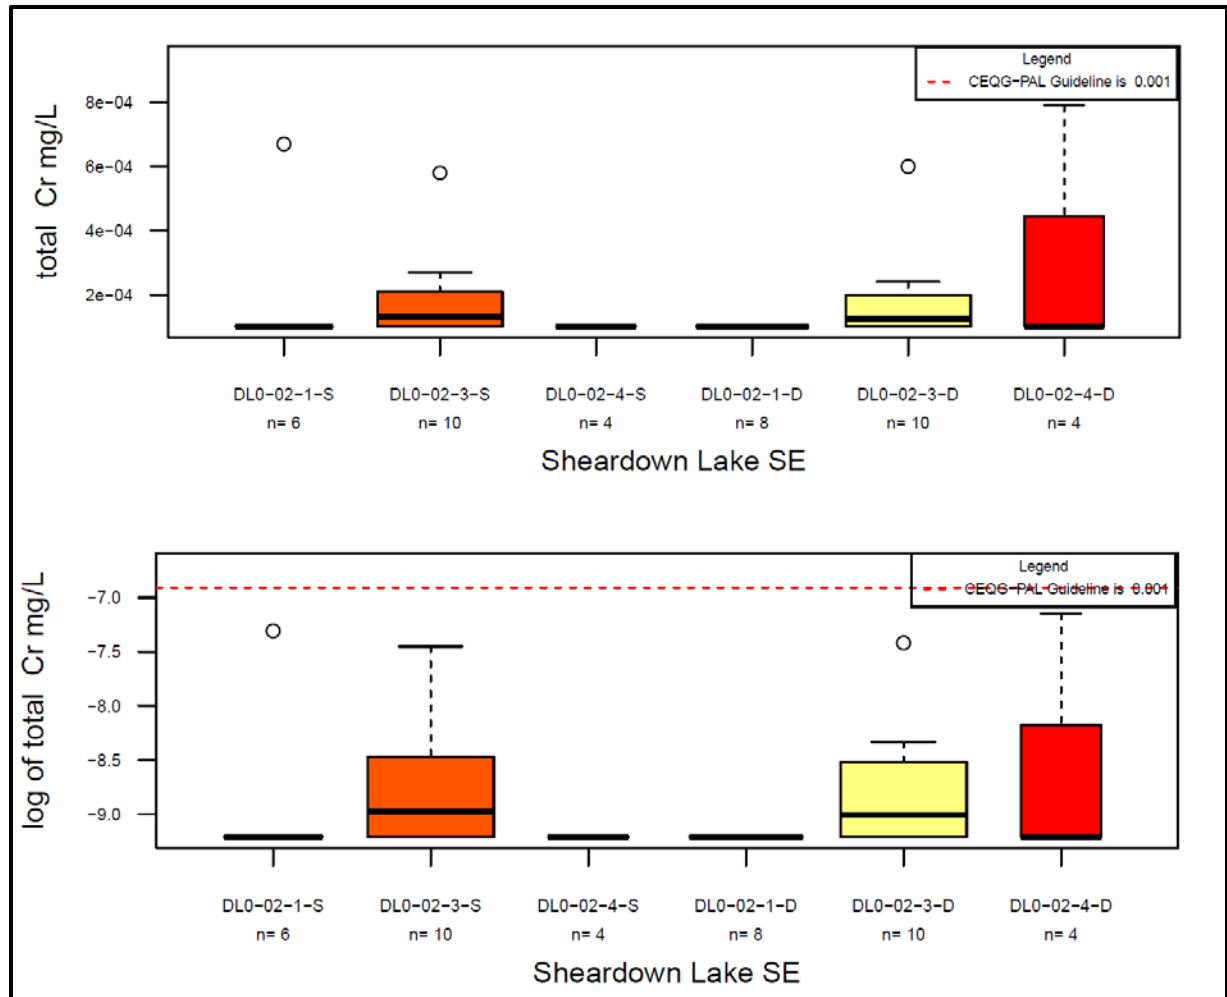 Legend
CEQG-PAL Guideline is 0.001
total Cr mg/L
8e-04
6e-04
4e-04
2e-04
DL0-02-1-S DL0-02-3-S DL0-02-4-S DL0-02-1-D DL0-02-3-D DL0-02-4-D
n= 6 n= 10 n= 4 n= 8 n= 10 n= 4
Sheardown Lake SE
Legend
CEQG-PAL Guideline is 0.001
log of total Cr mg/L
-7.0
-7.5
-8.0
-8.5
-9.0
DL0-02-1-S DL0-02-3-S DL0-02-4-S DL0-02-1-D DL0-02-3-D DL0-02-4-D
n= 6 n= 10 n= 4 n= 8 n= 10 n= 4
Sheardown Lake SE